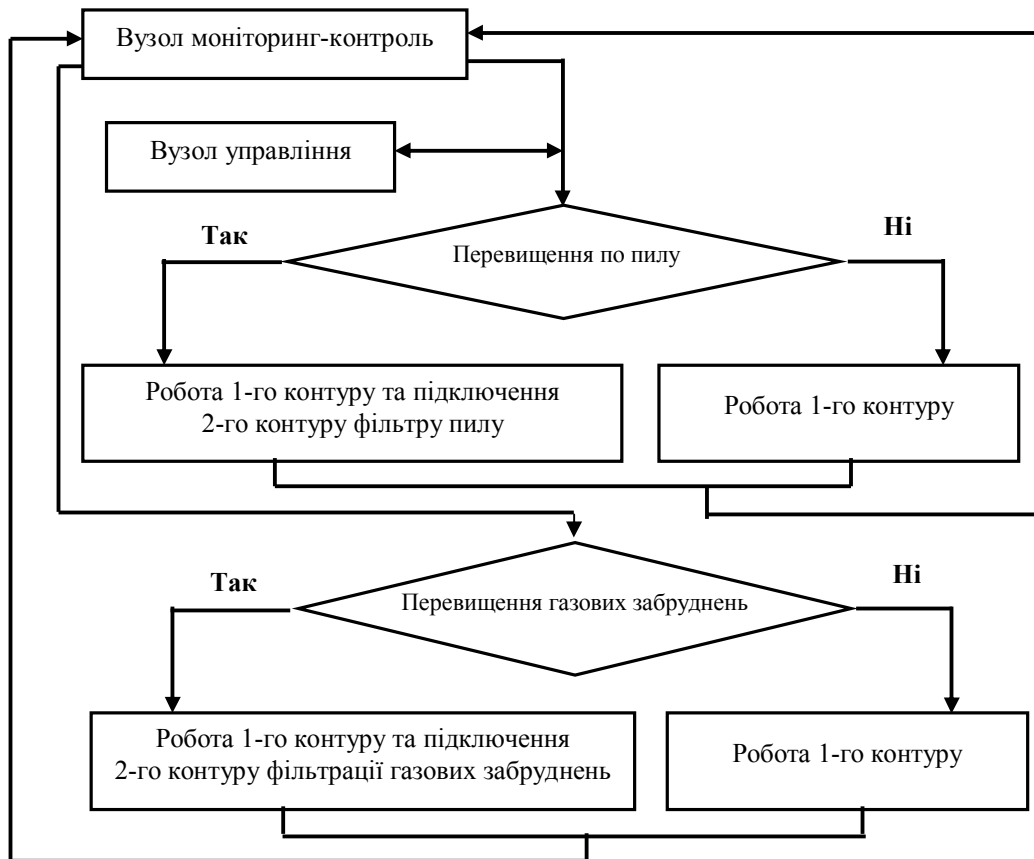 Вузол моніторинг-контроль
Вузол управління
Так
Ні
Перевищення по пилу
Робота 1-го контуру та підключення
2-го контуру фільтру пилу
Робота 1-го контуру
Так
Ні
Перевищення газових забруднень
Робота 1-го контуру та підключення
2-го контуру фільтрації газових забруднень
Робота 1-го контуру